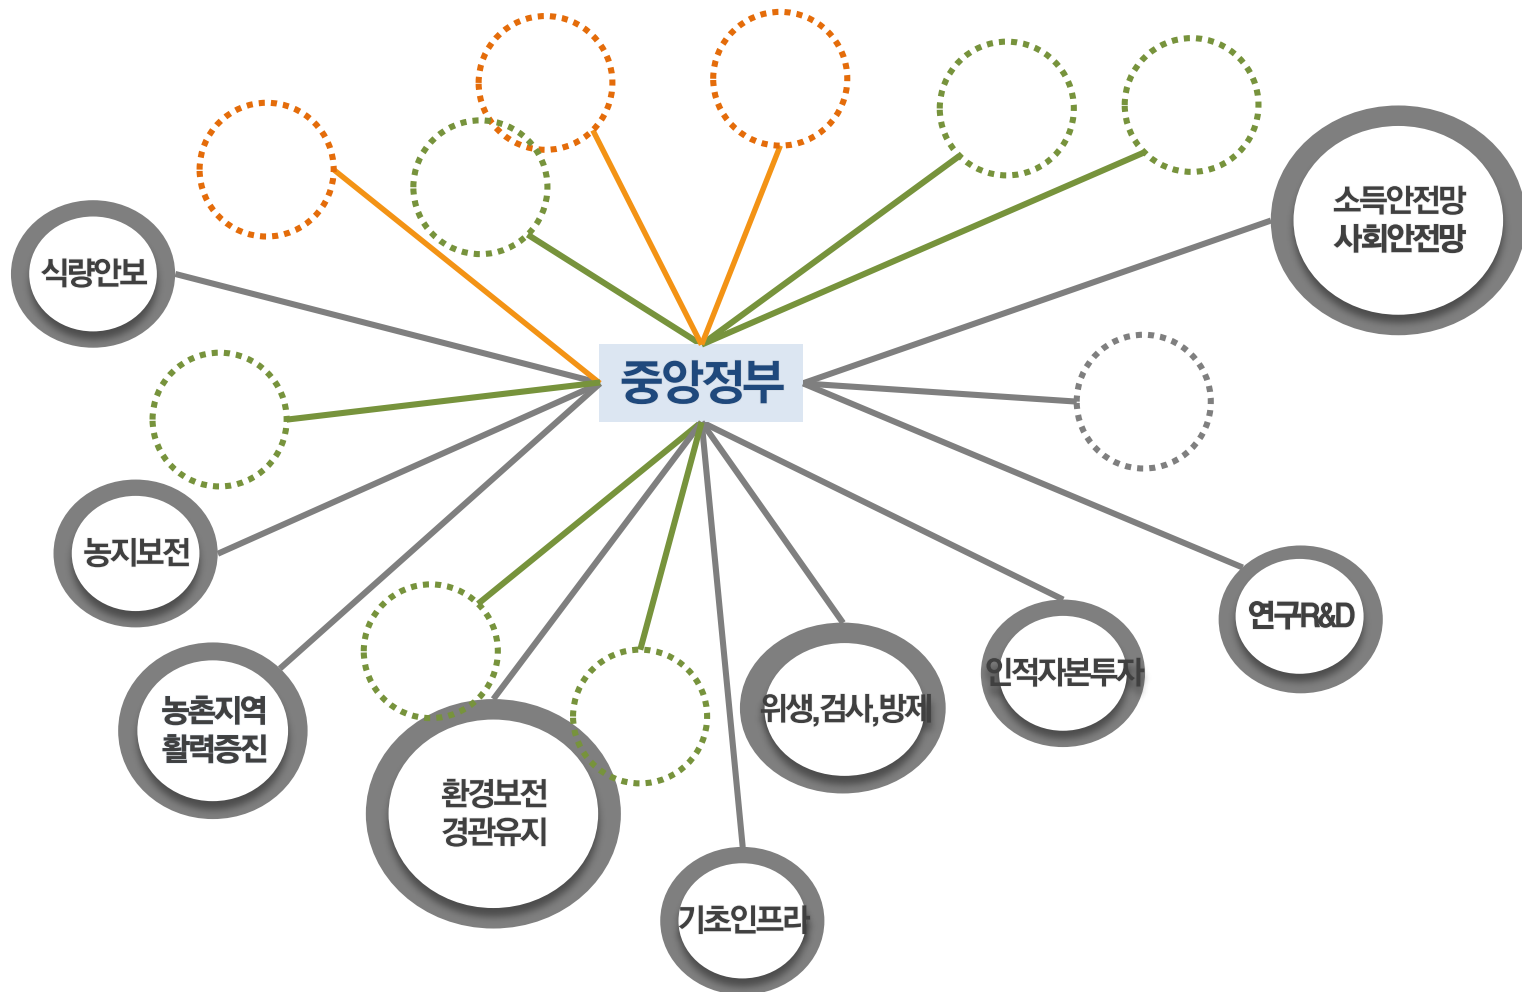 소득안전망
사회안전망
식량안보
중앙정부
농지보전
연구R&D
인적자본투자
위생,검사,방제
농촌지역
활력증진
환경보전
경관유지
기초인프라